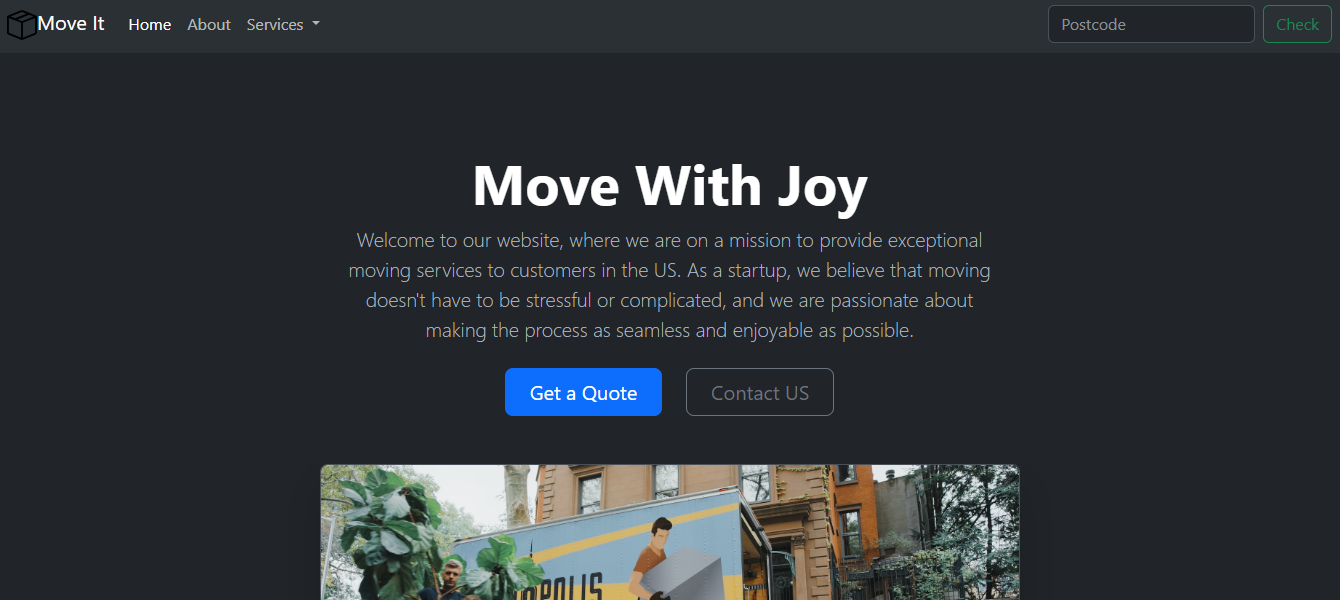 Move It Home About Services Postcode Check
Move With Joy
Welcome to our website, where we are on a mission to provide exceptional
moving services to customers in the US. As a startup, we believe that moving
doesn't have to be stressful or complicated, and we are passionate about
making the process as seamless and enjoyable as possible.
Get a Quote Contact US